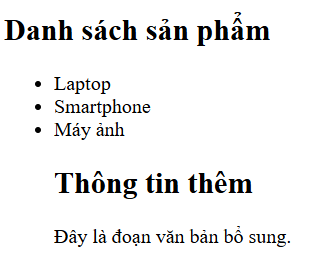 Danh sách sản phẩm
Laptop
Smartphone
Máy ảnh
Thông tin thêm
Đây là đoạn văn bản bổ sung.